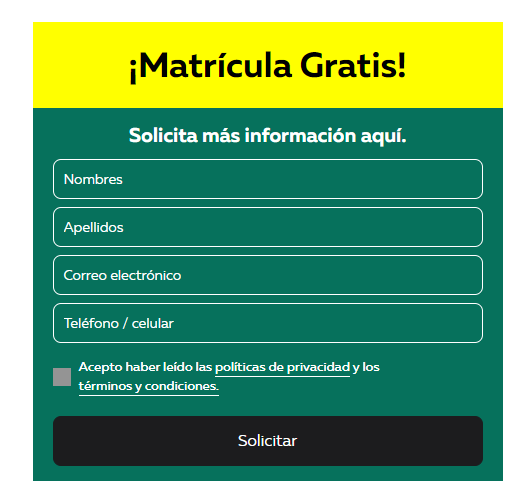 ¡Matrícula Gratis!
Solicita más información aquí.
Nombres
Apellidos
Correo electrónico
Teléfono / celular
Acepto haber leído las políticas de privacidad y los
términos y condiciones.
Solicitar